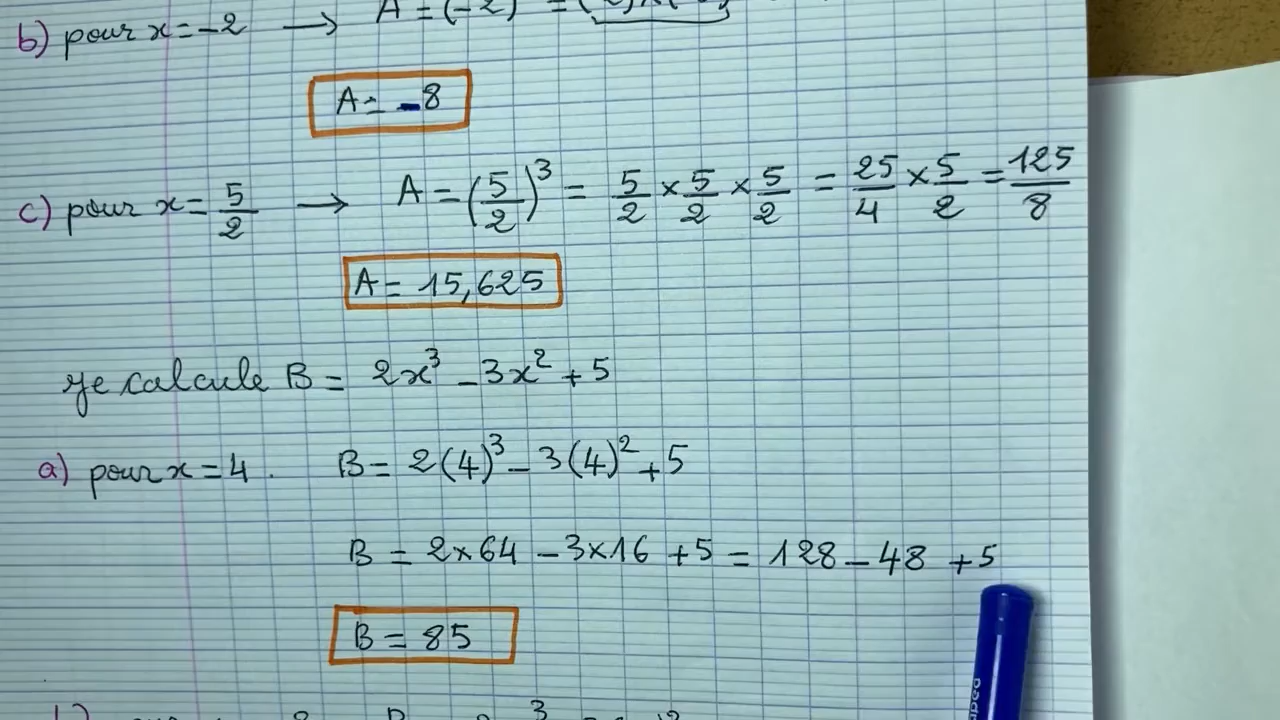 b) pour x = -2 → A = (-2)
A = -8
c) pour x = 5/2 → A = (5/2)³ = 5/2 × 5/2 × 5/2 = 25/4 × 5/2 = 125/8
A = 15,625
je calcule B = 2x³ - 3x² + 5
a) pour x = 4. B = 2(4)³ - 3(4)² + 5
B = 2×64 - 3×16 + 5 = 128 - 48 + 5
B = 85